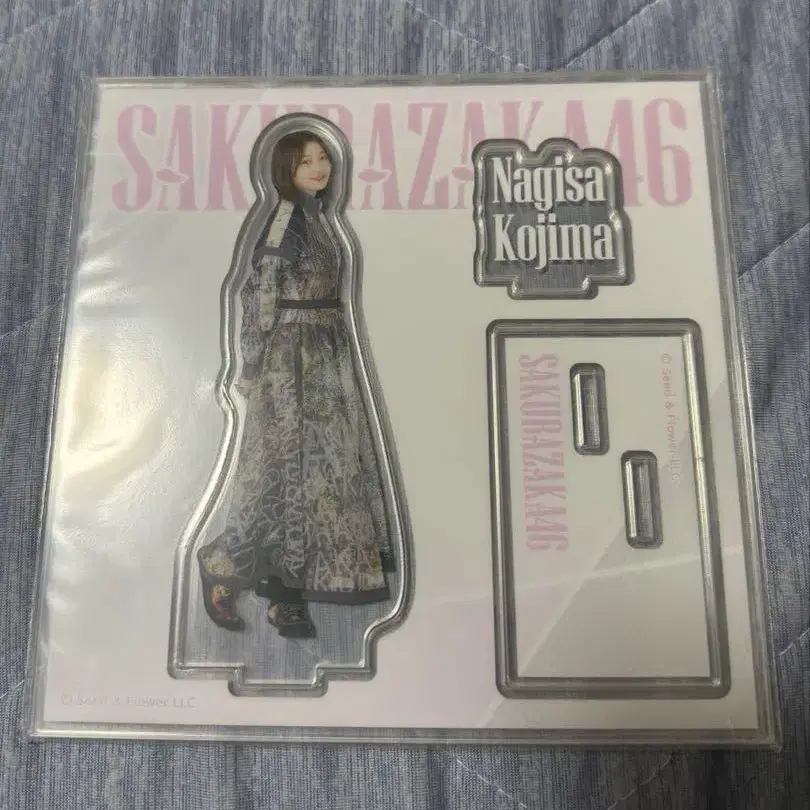 SAKURAZAKA46
Nagisa
Kojima
SAKURAZAKA46
© Seed & Flower LLC
© Seed & Flower LLC